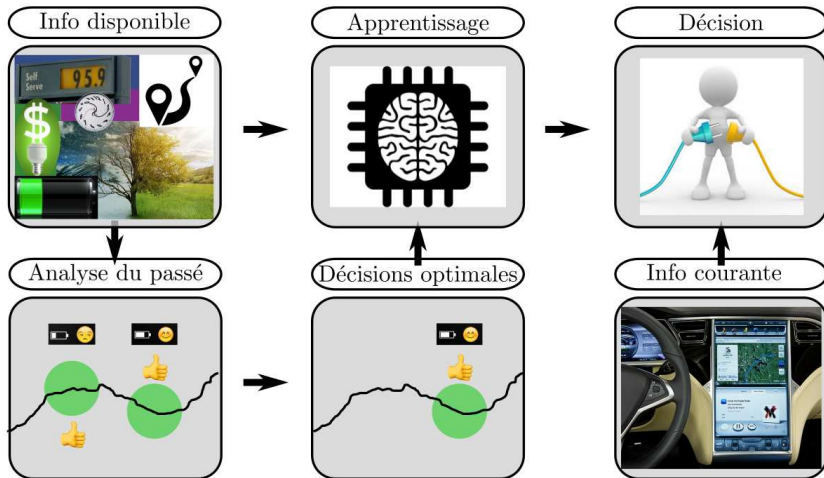 Info disponible
Apprentissage
Décision
Self
Serve
95.9
$
Analyse du passé
Décisions optimales
Info courante